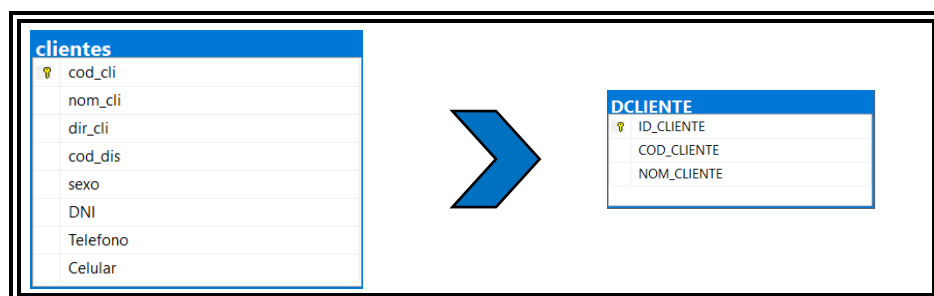 clientes
cod_cli
nom_cli
dir_cli
cod_dis
sexo
DNI
Telefono
Celular
DCLIENTE
ID_CLIENTE
COD_CLIENTE
NOM_CLIENTE